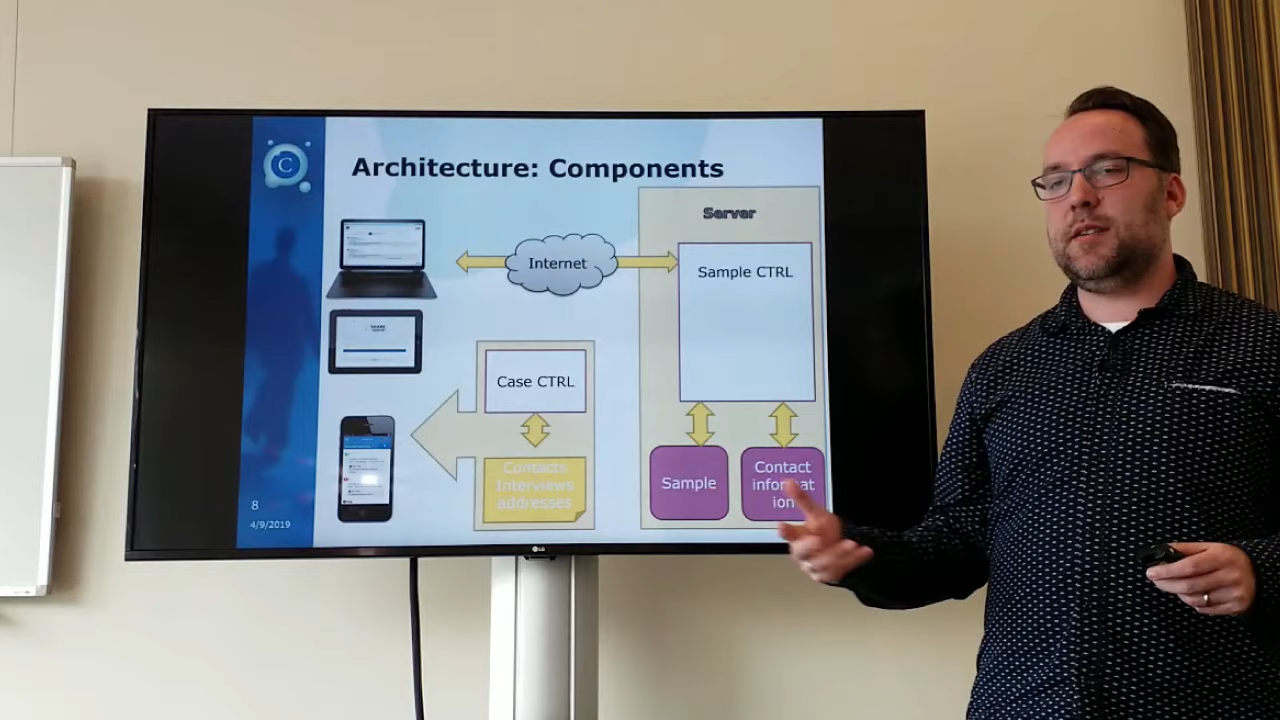 C
Architecture: Components
Server
Internet
Sample CTRL
SHARE
Case CTRL
Contacts
Interviews
addresses
Sample
Contact
informat
ion
8
4/9/2019
LG